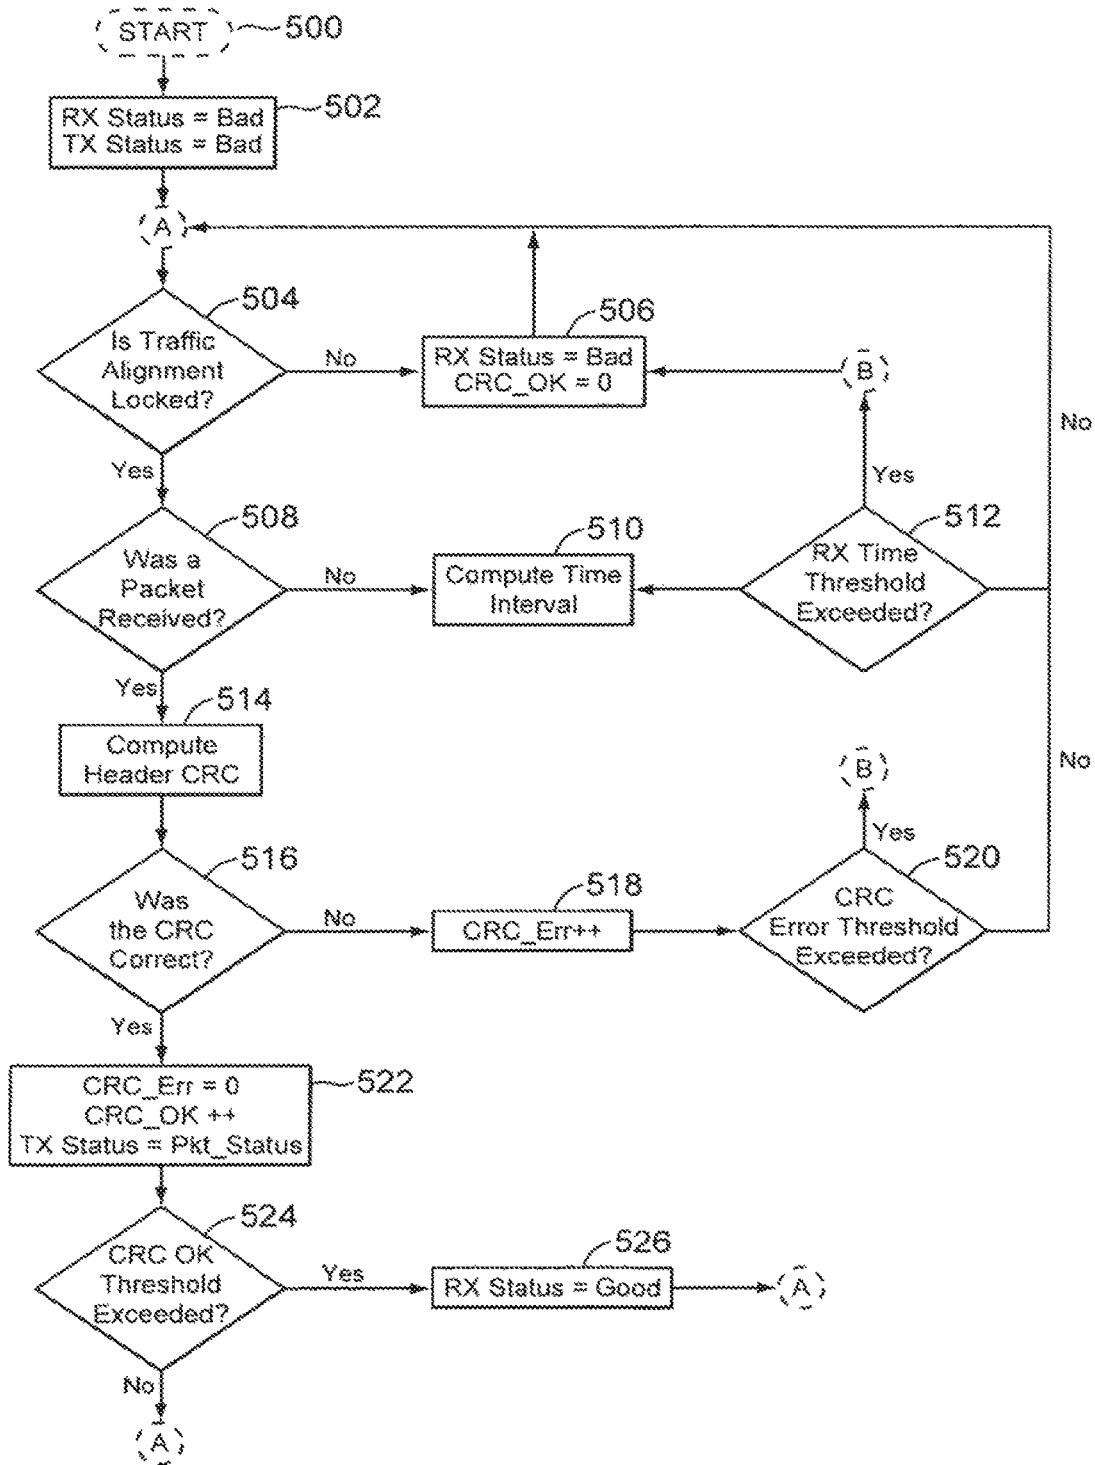 START
500
RX Status = Bad
TX Status = Bad
502
A
504
Is Traffic
Alignment
Locked?
No
506
RX Status = Bad
CRC_OK = 0
B
No
Yes
Yes
508
Was a
Packet
Received?
No
510
Compute Time
Interval
512
RX Time
Threshold
Exceeded?
Yes
514
Compute
Header CRC
B
No
Yes
516
Was
the CRC
Correct?
No
518
CRC_Err++
520
CRC
Error Threshold
Exceeded?
Yes
CRC_Err = 0
CRC_OK ++
TX Status = Pkt_Status
522
524
CRC OK
Threshold
Exceeded?
Yes
526
RX Status = Good
A
No
A